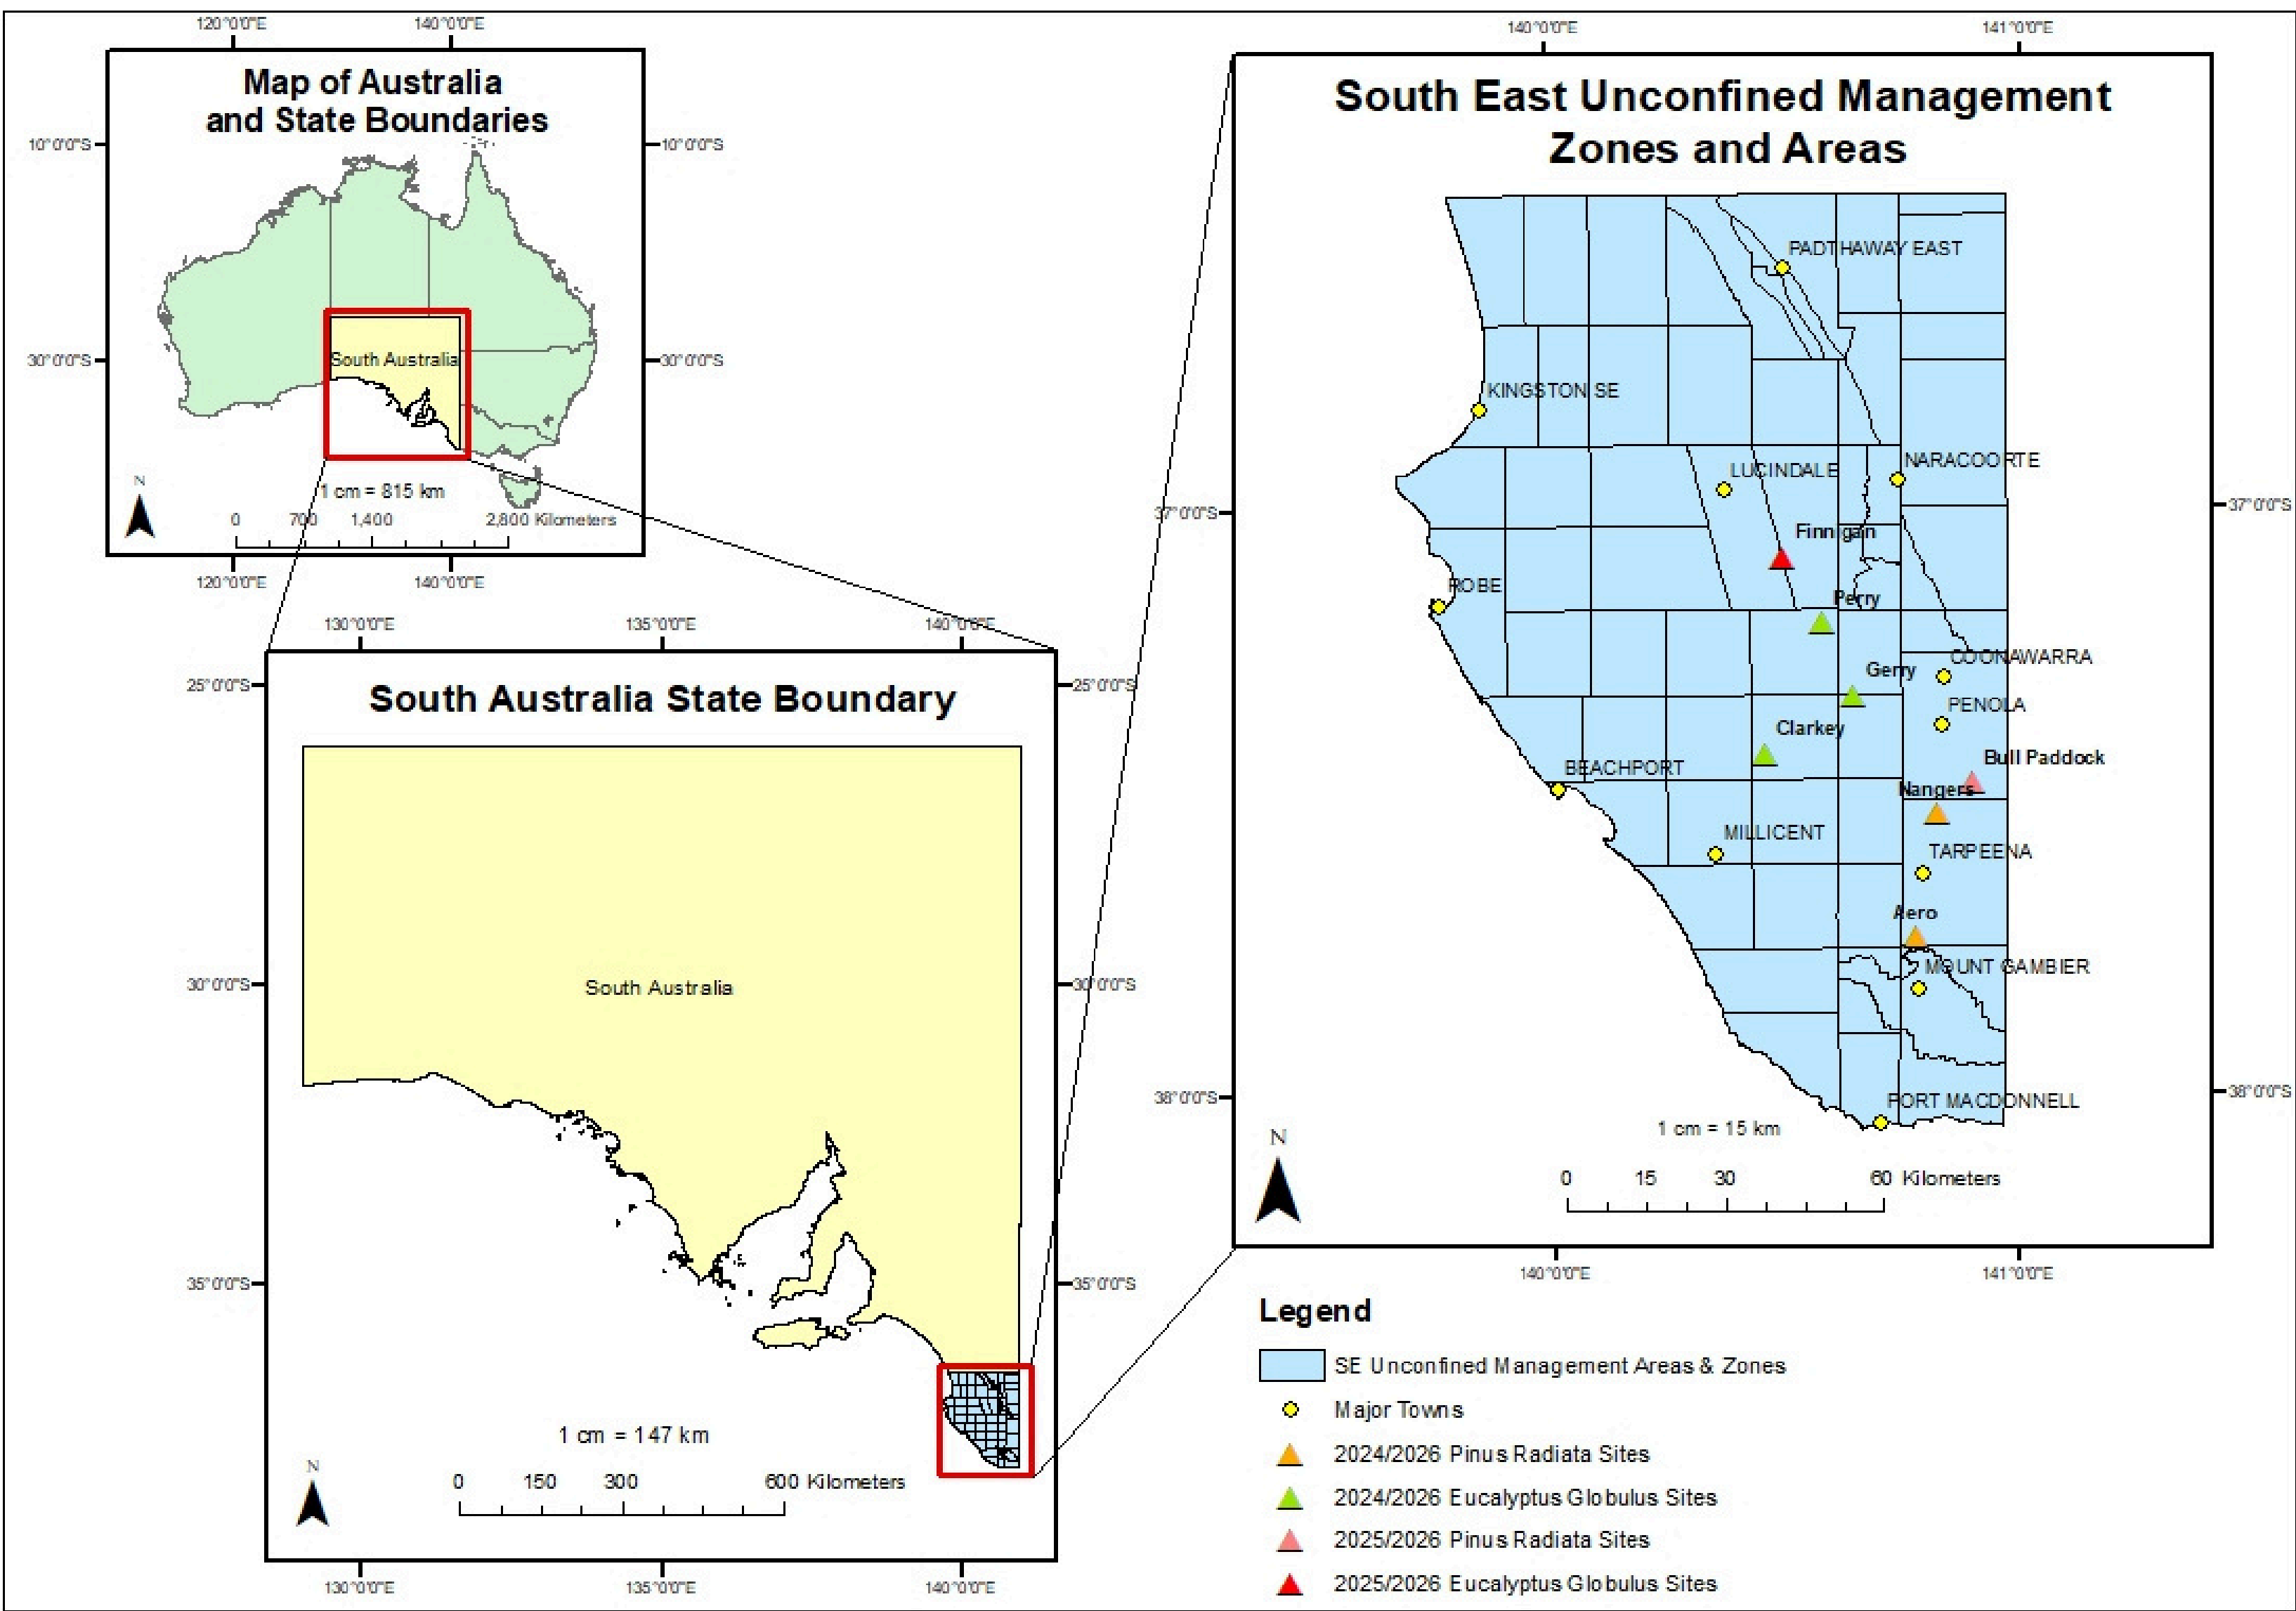 120°0'0"E 140°0'0"E
Map of Australia
and State Boundaries
10°0'0"S 10°0'0"S
30°0'0"S 30°0'0"S
South Australia
N
1 cm = 815 km
0 700 1,400 2,800 Kilometers
120°0'0"E 140°0'0"E
130°0'0"E 135°0'0"E 140°0'0"E
25°0'0"S 25°0'0"S
South Australia State Boundary
South Australia
30°0'0"S 30°0'0"S
35°0'0"S 35°0'0"S
1 cm = 147 km
N
0 150 300 600 Kilometers
130°0'0"E 135°0'0"E 140°0'0"E
140°0'0"E 141°0'0"E
South East Unconfined Management
Zones and Areas
PADTHAWAY EAST
KINGSTON SE
NARACOORTE
LUCINDALE
37°0'0"S 37°0'0"S
Finnigan
ROBE
Perry
COONAWARRA
Gerry
PENOLA
Clarkey
Bull Paddock
BEACHPORT
Nangers
MILLICENT
TARPEENA
Aero
MOUNT GAMBIER
38°0'0"S 38°0'0"S
PORT MACDONNELL
1 cm = 15 km
N
0 15 30 60 Kilometers
140°0'0"E 141°0'0"E
Legend
SE Unconfined Management Areas & Zones
Major Towns
2024/2026 Pinus Radiata Sites
2024/2026 Eucalyptus Globulus Sites
2025/2026 Pinus Radiata Sites
2025/2026 Eucalyptus Globulus Sites